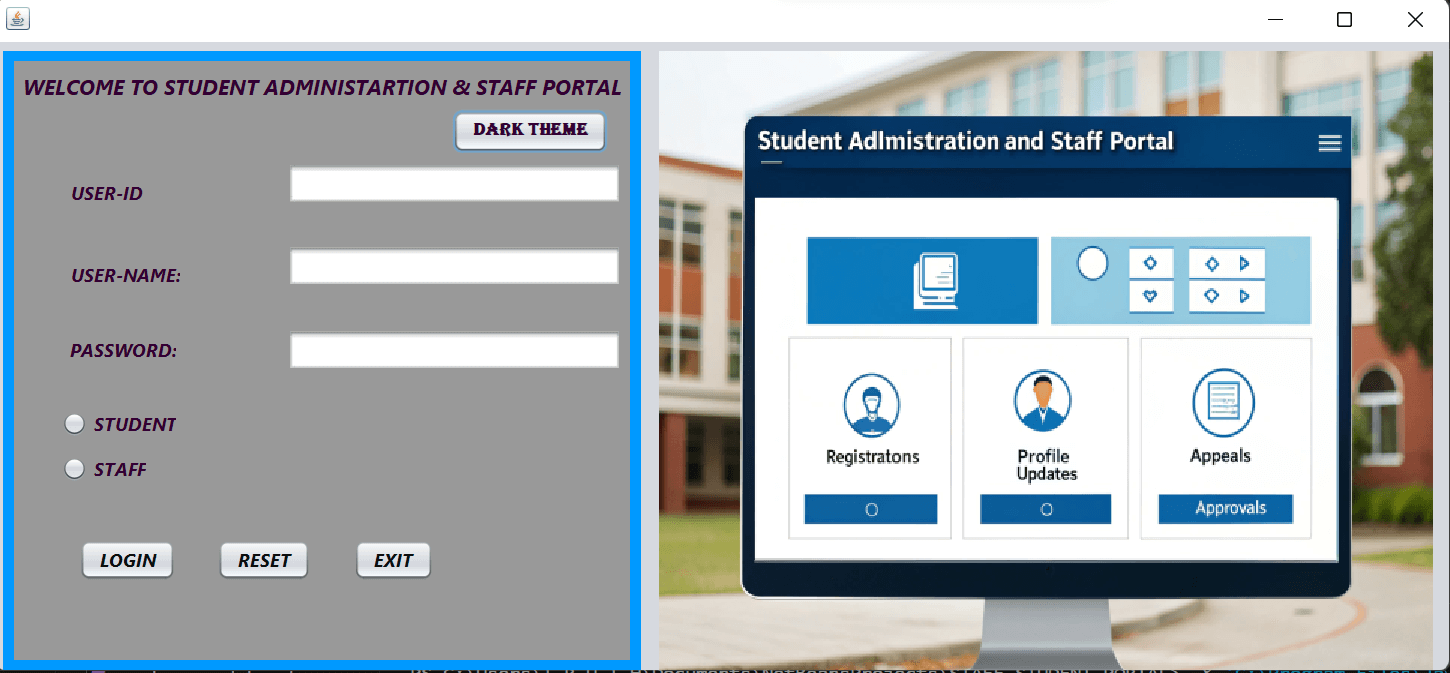 WELCOME TO STUDENT ADMINISTARTION & STAFF PORTAL
DARK THEME
USER-ID
USER-NAME:
PASSWORD:
STUDENT
STAFF
LOGIN
RESET
EXIT
Student Adlmistration and Staff Portal
Registratons
Profile
Updates
Appeals
Approvals